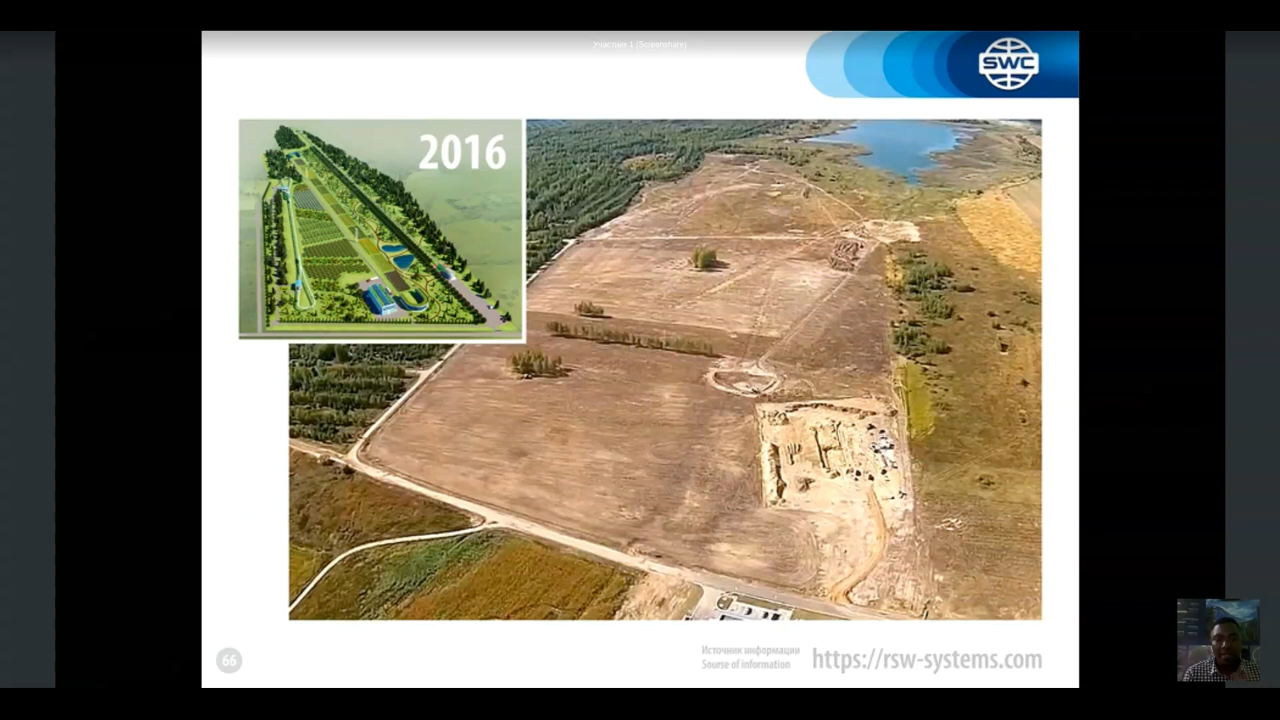 Участник 1 (Screenshare)
SWC
2016
66
Источник информации
Sourse of information
https://rsw-systems.com